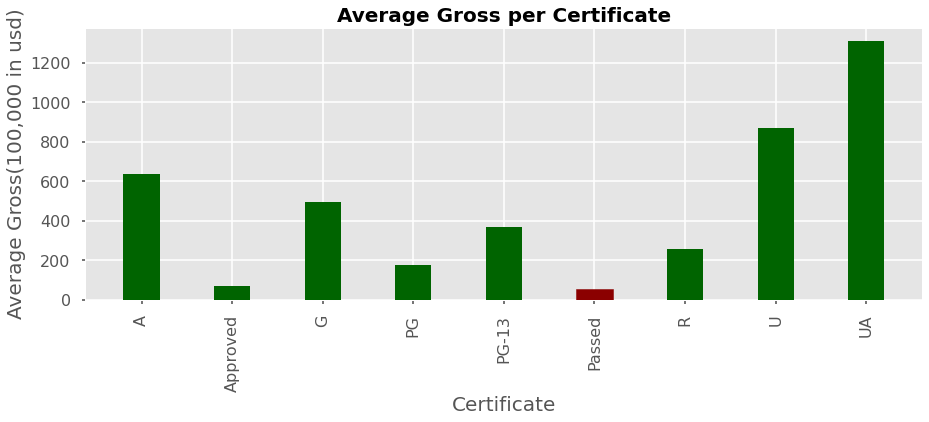 Average Gross per Certificate
Average Gross(100,000 in usd)
1200
1000
800
600
400
200
0
A
Approved
G
PG
PG-13
Passed
R
U
UA
Certificate